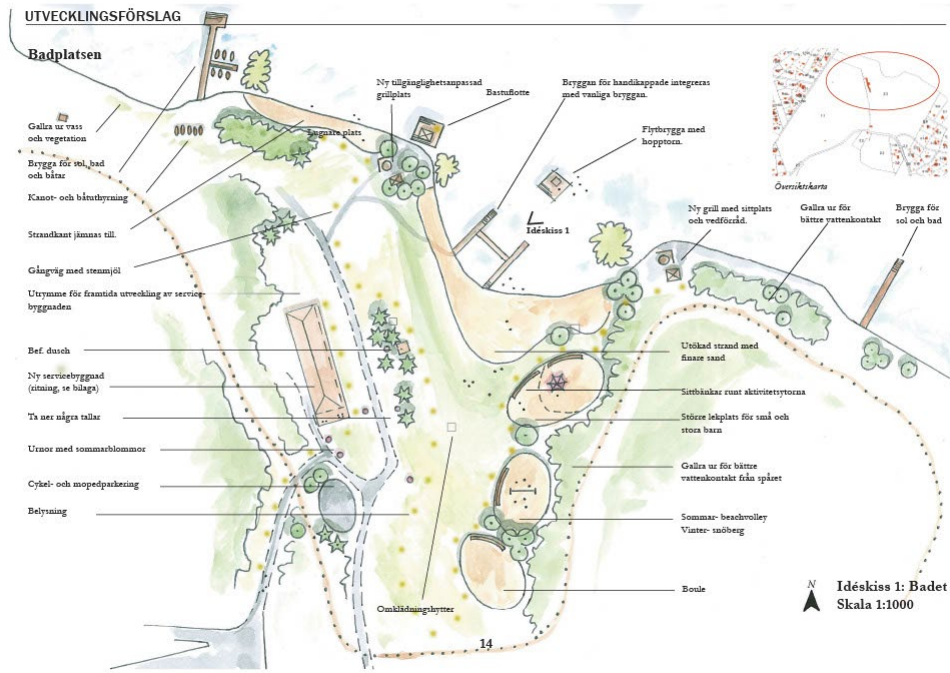 UTVECKLINGSFÖRSLAG
Badplatsen
Gallra ur vass
och vegetation
Brygga för sol, bad
och båtar
Kanot- och båtuthyrning
Strandkant jämnas till.
Gångväg med stenmjöl
Utrymme för framtida utveckling av service-
byggnaden
Bef. dusch
Ny servicebyggnad
(ritning, se bilaga)
Ta ner några tallar
Urnor med sommarblommor
Cykel- och mopedparkering
Belysning
Lugnare plats
Ny tillgänglighetsanpassad
grillplats
Bastuflotte
Bryggan för handikappade integreras
med vanliga bryggan.
Flytbrygga med
hopptorn.
Idéskiss 1
Översiktskarta
Ny grill med sittplats
och vedförråd.
Gallra ur för
bättre vattenkontakt
Brygga för
sol och bad
Utökad strand med
finare sand
Sittbänkar runt aktivitetsytorna
Större lekplats för små och
stora barn
Gallra ur för bättre
vattenkontakt från spåret
Sommar- beachvolley
Vinter- snöberg
Boule
Omklädningshytter
14
N
Idéskiss 1: Badet
Skala 1:1000